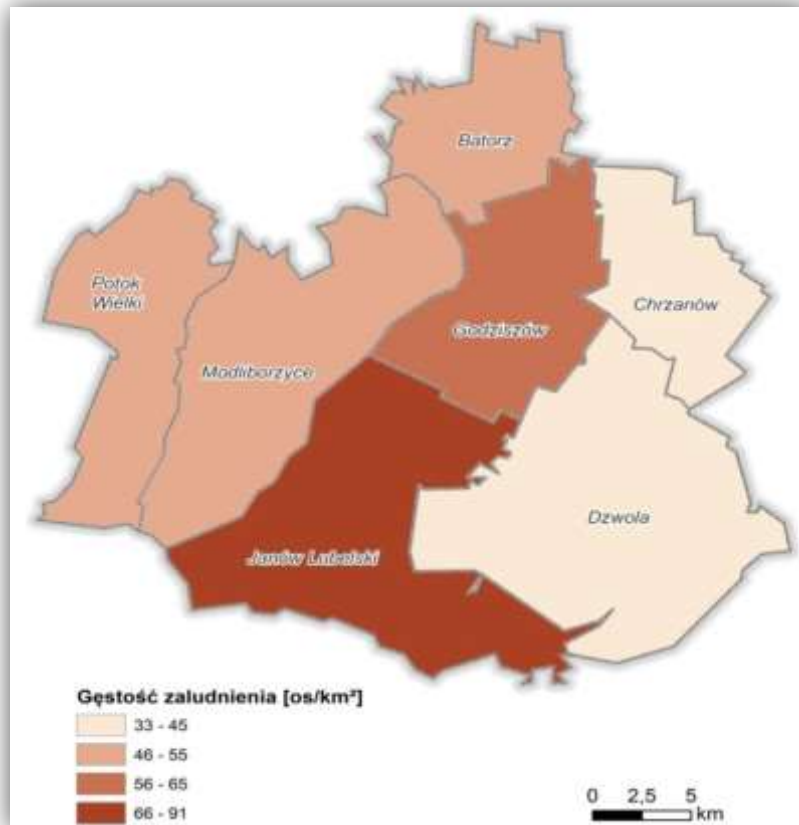 Batorz
Potok
Wielki
Chrzanów
Godziszów
Modliborzyce
Dzwola
Janów Lubelski
Gęstość zaludnienia [os/km²]
33 - 45
46 - 55
56 - 65
66 - 91
0 2,5 5
km